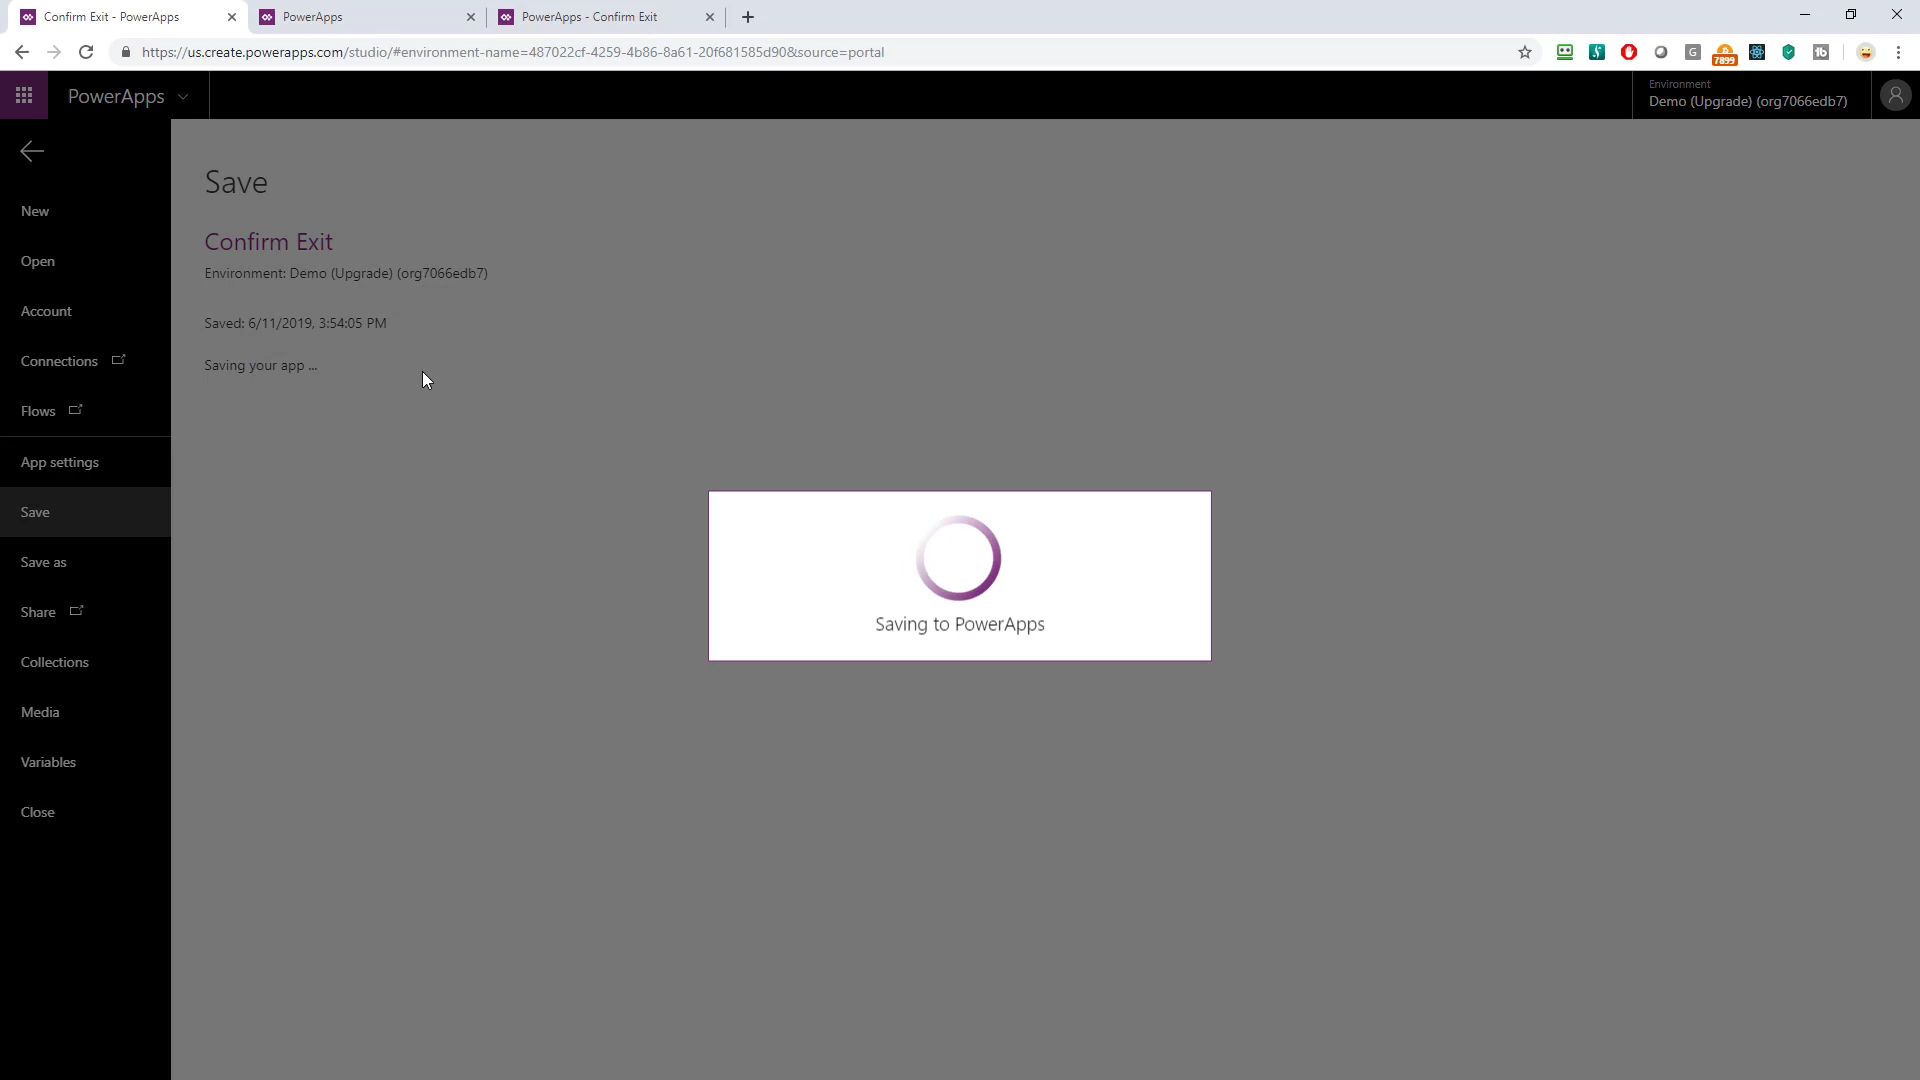 Confirm Exit - PowerApps
PowerApps
PowerApps - Confirm Exit
https://us.create.powerapps.com/studio/#environment-name=487022cf-4259-4b86-8a61-20f681585d90&source=portal
G
7899
PowerApps
Environment
Demo (Upgrade) (org7066edb7)
New
Open
Account
Connections
Flows
App settings
Save
Save as
Share
Collections
Media
Variables
Close
Save
Confirm Exit
Environment: Demo (Upgrade) (org7066edb7)
Saved: 6/11/2019, 3:54:05 PM
Saving your app ...
Saving to PowerApps